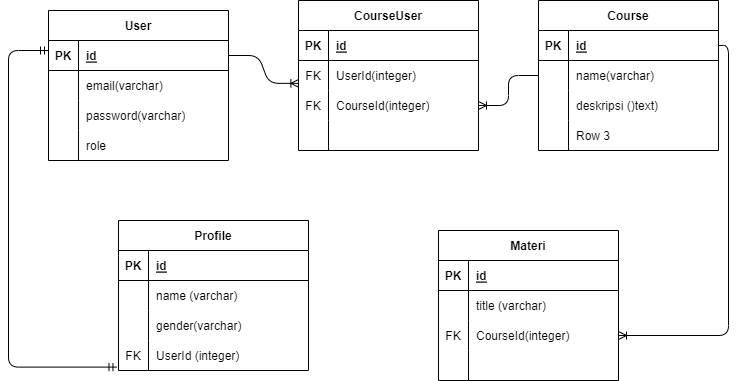 User
PK id
email(varchar)
password(varchar)
role
CourseUser
PK id
FK UserId(integer)
FK CourseId(integer)
Course
PK id
name(varchar)
deskripsi ()text)
Row 3
Profile
PK id
name (varchar)
gender(varchar)
FK UserId (integer)
Materi
PK id
title (varchar)
FK CourseId(integer)